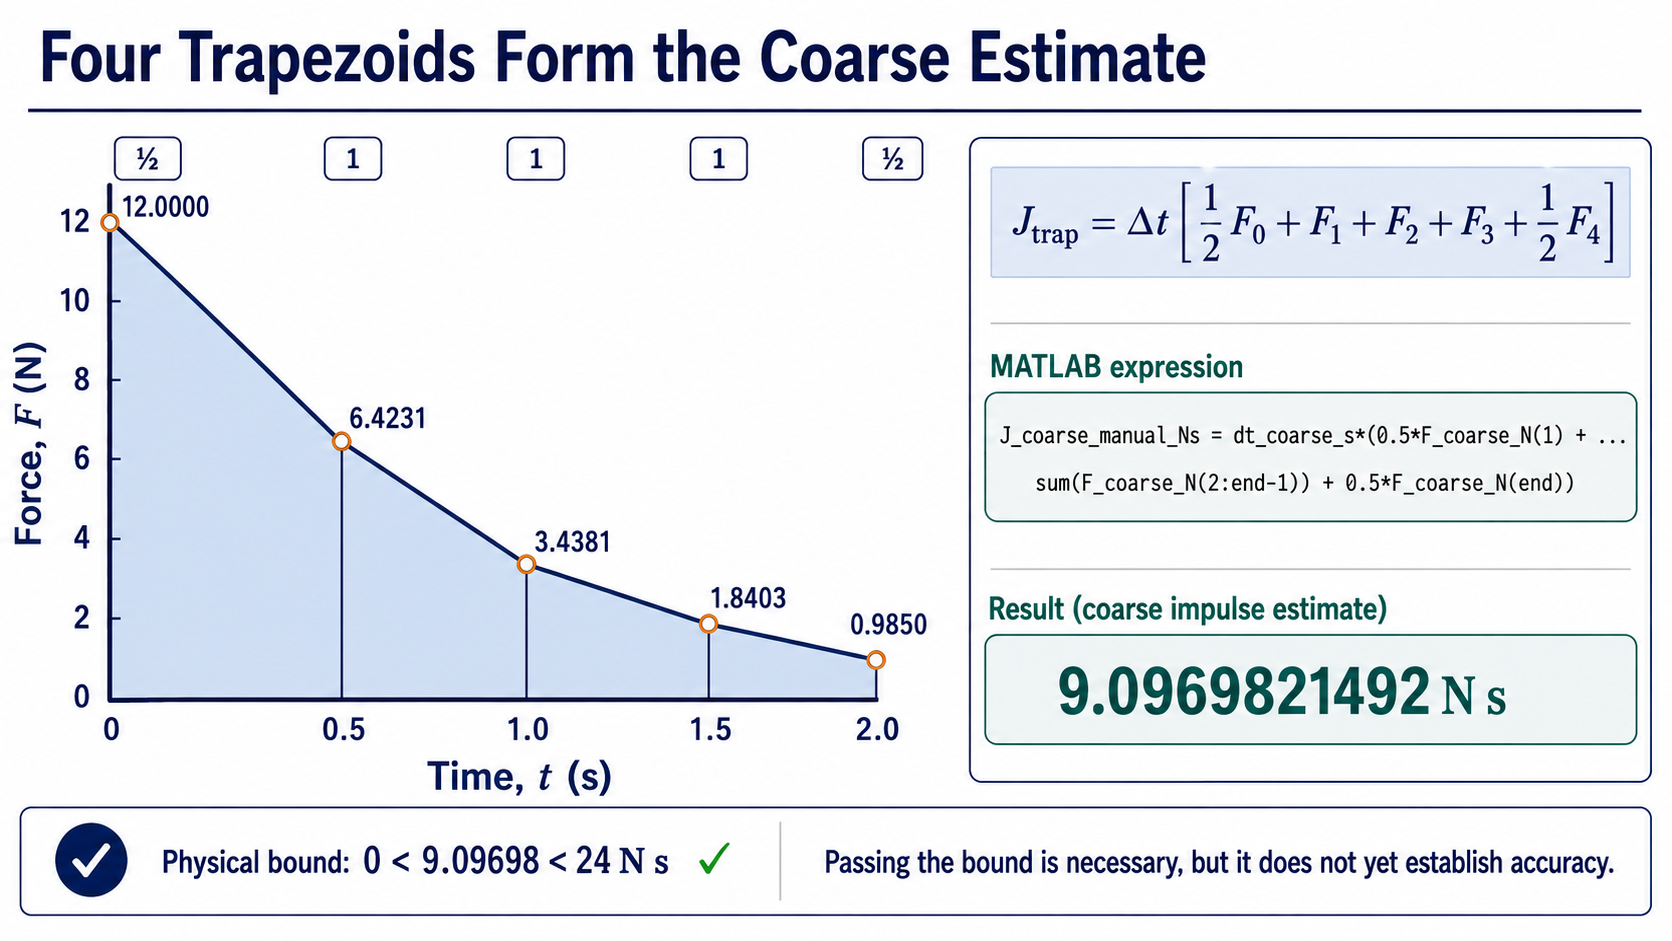 Four Trapezoids Form the Coarse Estimate
½ 1 1 1 ½
12.0000
6.4231
3.4381
1.8403
0.9850
12
10
8
6
4
2
0
Force, F (N)
0 0.5 1.0 1.5 2.0
Time, t (s)
J_trap = Δt [ 1/2 F_0 + F_1 + F_2 + F_3 + 1/2 F_4 ]
MATLAB expression
J_coarse_manual_Ns = dt_coarse_s*(0.5*F_coarse_N(1) + ...
sum(F_coarse_N(2:end-1)) + 0.5*F_coarse_N(end))
Result (coarse impulse estimate)
9.0969821492 N s
Physical bound: 0 < 9.09698 < 24 N s ✓
Passing the bound is necessary, but it does not yet establish accuracy.